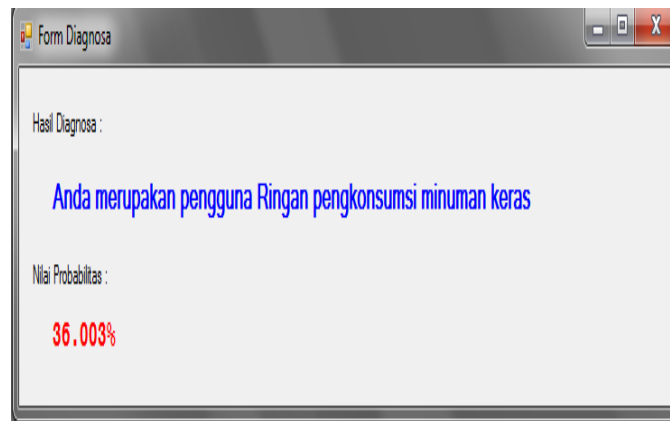 Form Diagnosa
Hasil Diagnosa :
Anda merupakan pengguna Ringan pengkonsumsi minuman keras
Nilai Probabilitas :
36.003%